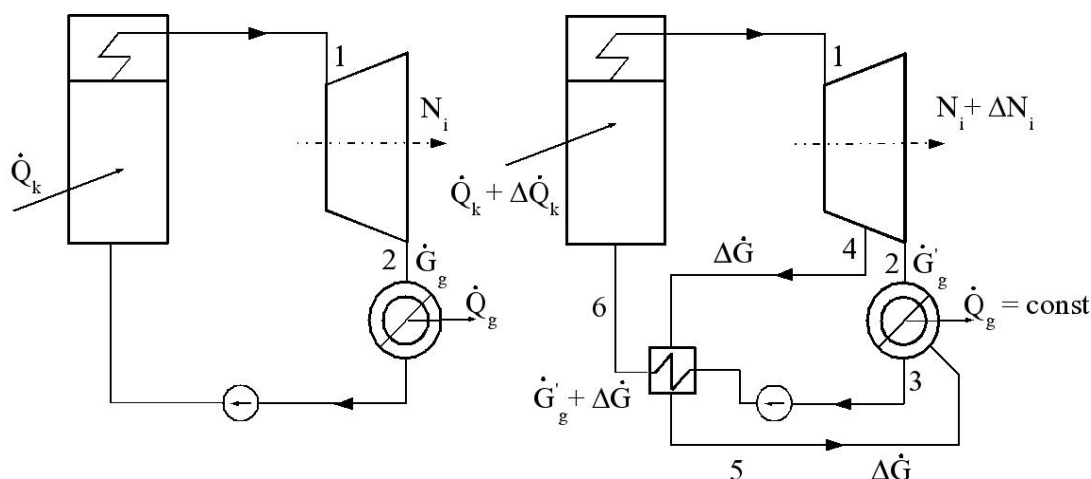 1
N_i
Q̇_k
2
Ġ_g
Q̇_g
1
N_i + ΔN_i
Q̇_k + ΔQ̇_k
4
ΔĠ
2
Ġ'_g
6
Q̇_g = const
3
Ġ'_g + ΔĠ
5
ΔĠ